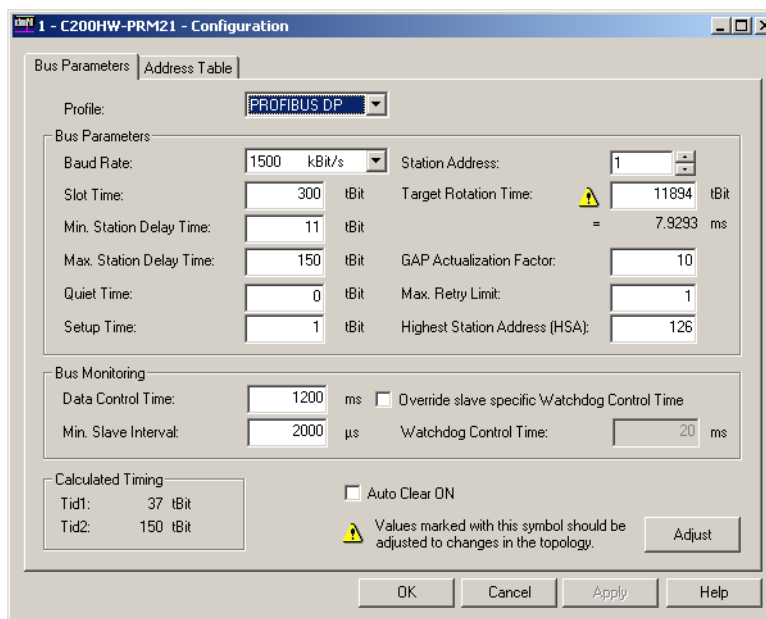 1 - C200HW-PRM21 - Configuration
Bus Parameters Address Table
Profile: PROFIBUS DP
Bus Parameters
Baud Rate: 1500 kBit/s Station Address: 1
Slot Time: 300 tBit Target Rotation Time: 11894 tBit
Min. Station Delay Time: 11 tBit = 7.9293 ms
Max. Station Delay Time: 150 tBit GAP Actualization Factor: 10
Quiet Time: 0 tBit Max. Retry Limit: 1
Setup Time: 1 tBit Highest Station Address (HSA): 126
Bus Monitoring
Data Control Time: 1200 ms Override slave specific Watchdog Control Time
Min. Slave Interval: 2000 µs Watchdog Control Time: 20 ms
Calculated Timing
Tid1: 37 tBit
Tid2: 150 tBit
Auto Clear ON
Values marked with this symbol should be
adjusted to changes in the topology.
Adjust
OK Cancel Apply Help